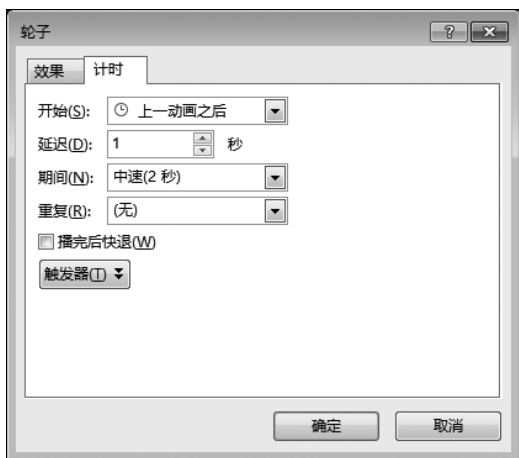 轮子
效果 计时
开始(S): 上一动画之后
延迟(D): 1 秒
期间(N): 中速(2 秒)
重复(R): (无)
播完后快退(W)
触发器(T)
确定 取消